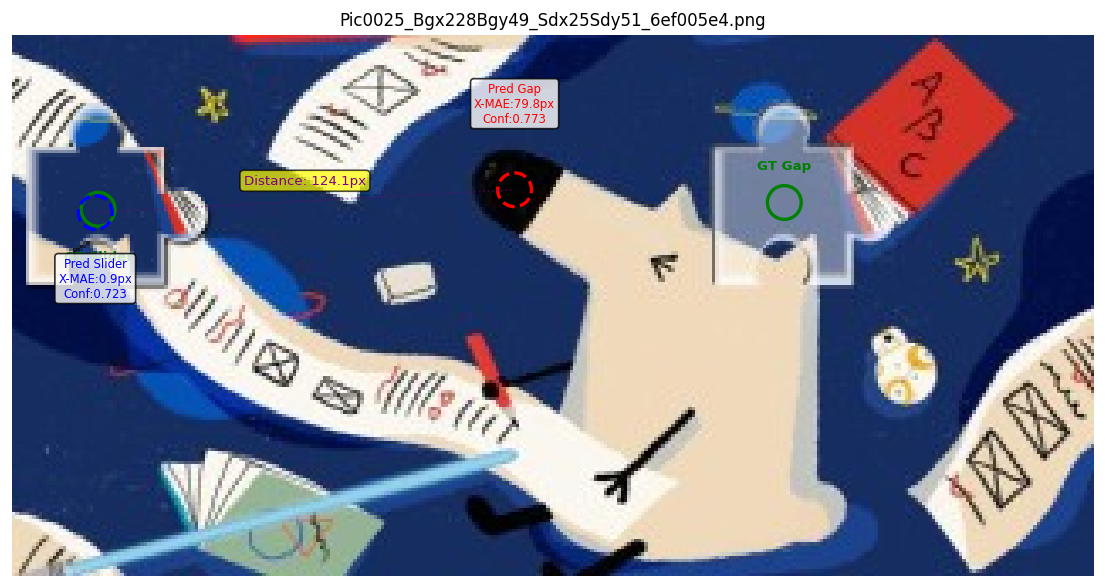 Pic0025_Bgx228Bgy49_Sdx25Sdy51_6ef005e4.png
Pred Gap
X-MAE:79.8px
Conf:0.773
A
B
C
GT Gap
Distance: 124.1px
Pred Slider
X-MAE:0.9px
Conf:0.723